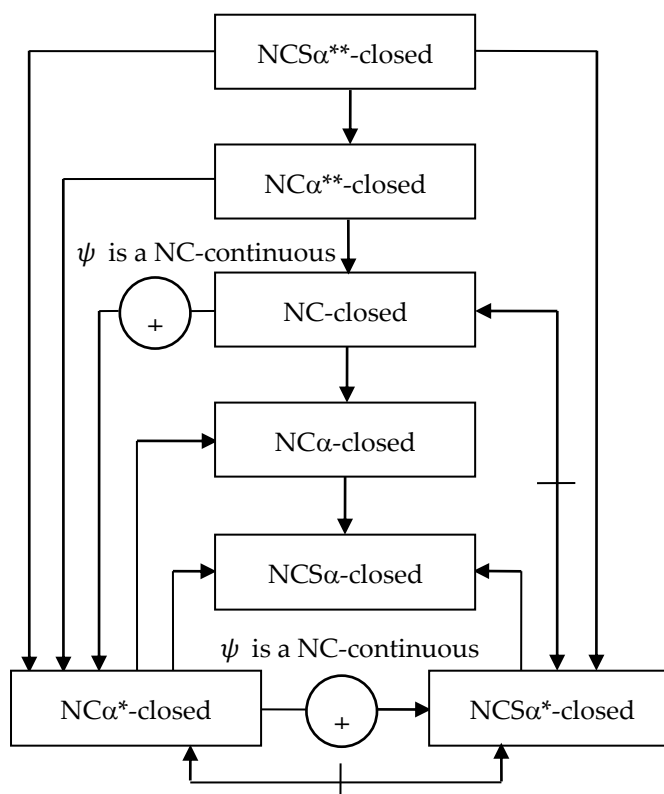 NCSα**-closed
NCα**-closed
ψ is a NC-continuous
NC-closed
+
NCα-closed
NCSα-closed
ψ is a NC-continuous
NCα*-closed
+
NCSα*-closed